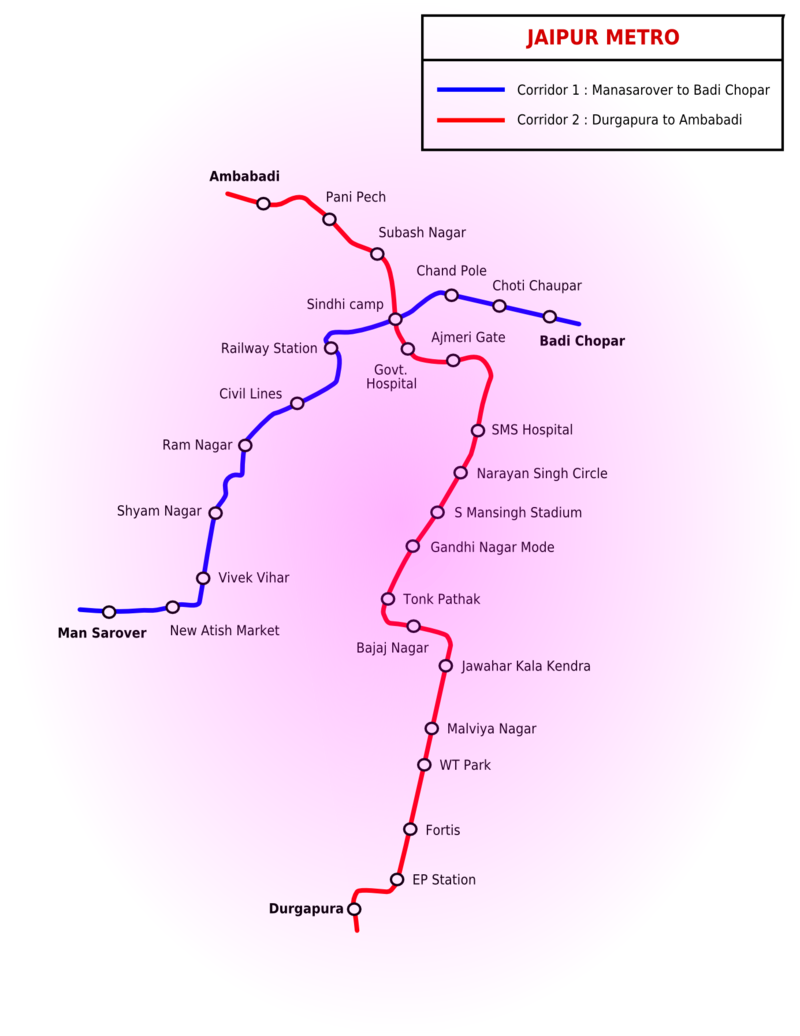 JAIPUR METRO
Corridor 1 : Manasarover to Badi Chopar
Corridor 2 : Durgapura to Ambabadi
Ambabadi
Pani Pech
Subash Nagar
Chand Pole
Choti Chaupar
Sindhi camp
Badi Chopar
Ajmeri Gate
Railway Station
Govt.
Hospital
Civil Lines
SMS Hospital
Ram Nagar
Narayan Singh Circle
Shyam Nagar
S Mansingh Stadium
Gandhi Nagar Mode
Vivek Vihar
Tonk Pathak
Man Sarover
New Atish Market
Bajaj Nagar
Jawahar Kala Kendra
Malviya Nagar
WT Park
Fortis
EP Station
Durgapura